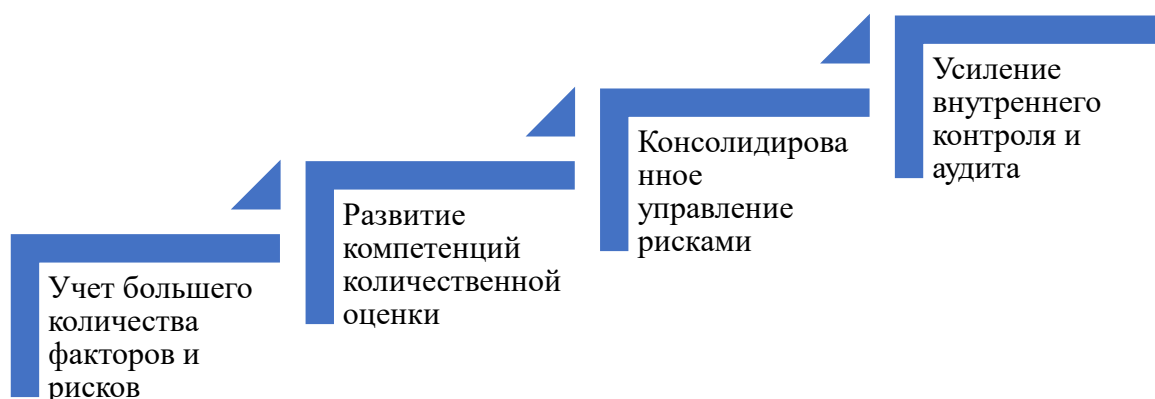 Учет большего
количества
факторов и
рисков
Развитие
компетенций
количественной
оценки
Консолидирова
нное
управление
рисками
Усиление
внутреннего
контроля и
аудита